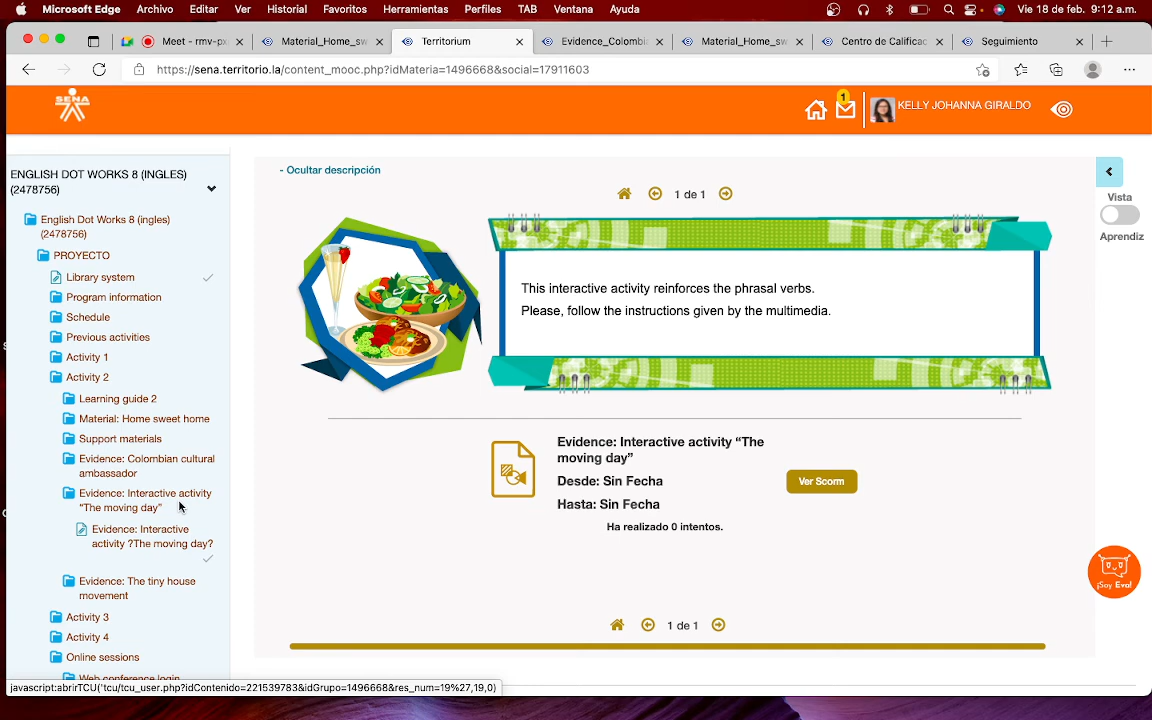 Microsoft Edge Archivo Editar Ver Historial Favoritos Herramientas Perfiles TAB Ventana Ayuda Vie 18 de feb. 9:12 a.m.
Meet - rmv-px Material_Home_sw Territorium Evidence_Colombi Material_Home_sw Centro de Calificac Seguimiento
https://sena.territorio.la/content_mooc.php?idMateria=1496668&social=17911603
SENA
1
KELLY JOHANNA GIRALDO
ENGLISH DOT WORKS 8 (INGLES)
(2478756)
English Dot Works 8 (ingles)
(2478756)
PROYECTO
Library system
Program information
Schedule
Previous activities
Activity 1
Activity 2
Learning guide 2
Material: Home sweet home
Support materials
Evidence: Colombian cultural
ambassador
Evidence: Interactive activity
“The moving day”
Evidence: Interactive
activity ?The moving day?
Evidence: The tiny house
movement
Activity 3
Activity 4
Online sessions
Web conference login
- Ocultar descripción
1 de 1
This interactive activity reinforces the phrasal verbs.
Please, follow the instructions given by the multimedia.
Evidence: Interactive activity “The
moving day”
Desde: Sin Fecha
Hasta: Sin Fecha
Ha realizado 0 intentos.
Ver Scorm
1 de 1
Vista
Aprendiz
¡Soy Eva!
javascript:abrirTCU('tcu/tcu_user.php?idContenido=221539783&idGrupo=1496668&res_num=19%27,19,0)